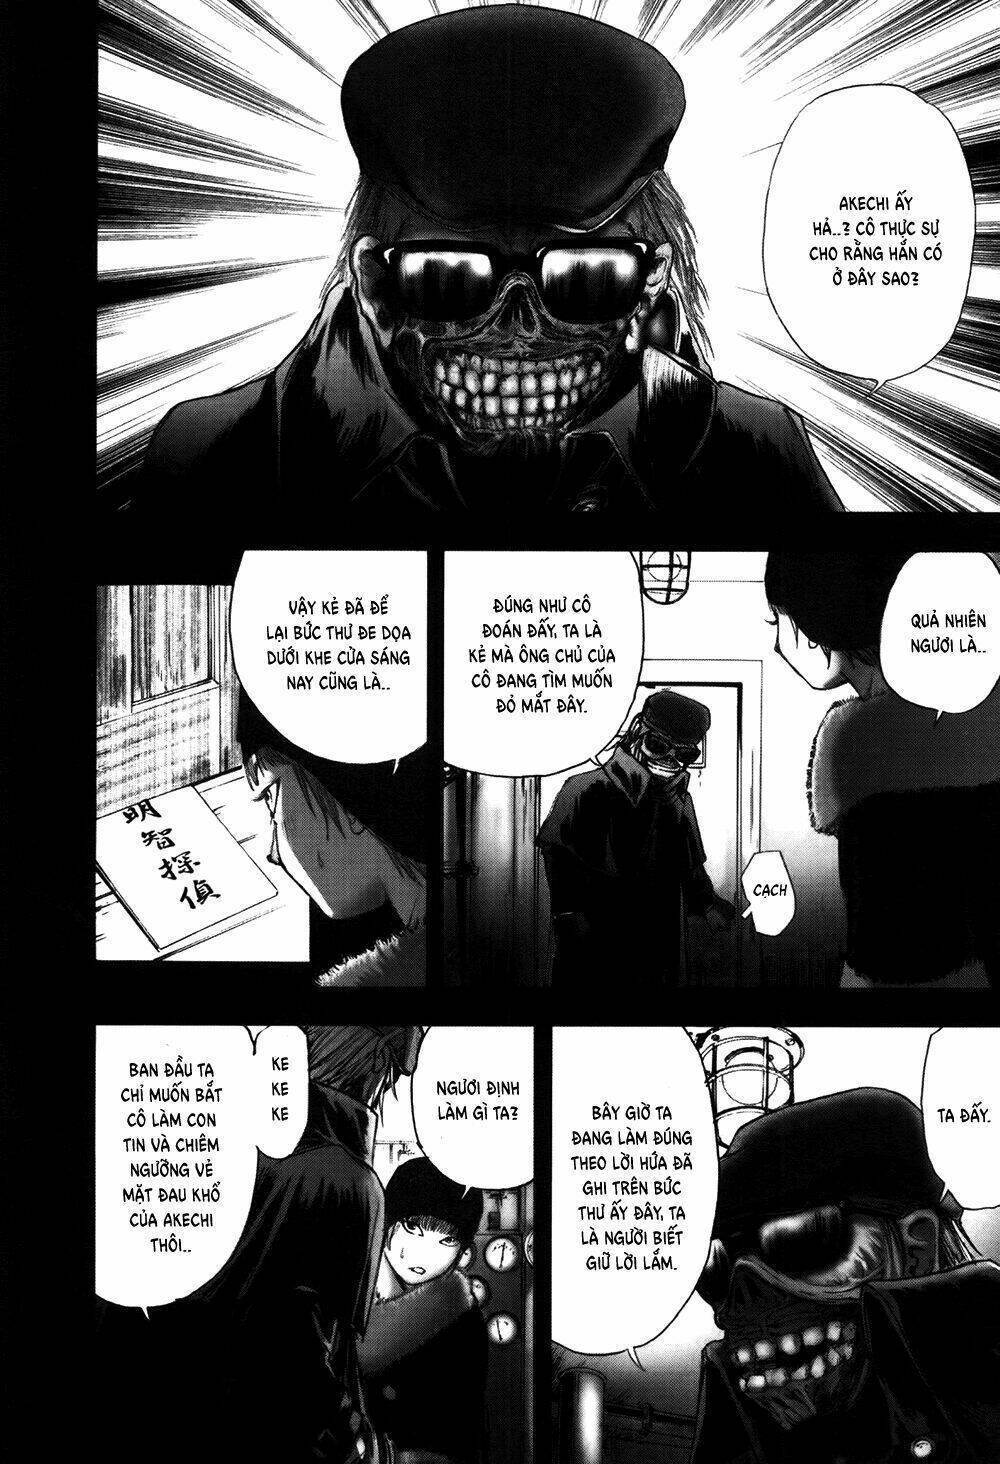 AKECHI ẤY
HẢ..? CÔ THỰC SỰ
CHO RẰNG HẮN CÓ
Ở ĐÂY SAO?
QUẢ NHIÊN
NGƯƠI LÀ..
ĐÚNG NHƯ CÔ
ĐOÁN ĐẤY, TA LÀ
KẺ MÀ ÔNG CHỦ CỦA
CÔ ĐANG TÌM MUỐN
ĐỎ MẮT ĐÂY.
CẠCH
VẬY KẺ ĐÃ ĐỂ
LẠI BỨC THƯ ĐE DỌA
DƯỚI KHE CỬA SÁNG
NAY CŨNG LÀ..
明智探偵
TA ĐẤY.
BÂY GIỜ TA
ĐANG LÀM ĐÚNG
THEO LỜI HỨA ĐÃ
GHI TRÊN BỨC
THƯ ẤY ĐÂY, TA
LÀ NGƯỜI BIẾT
GIỮ LỜI LẮM.
NGƯƠI ĐỊNH
LÀM GÌ TA?
KE
KE
KE
BAN ĐẦU TA
CHỈ MUỐN BẮT
CÔ LÀM CON
TIN VÀ CHIÊM
NGƯỠNG VẺ
MẶT ĐAU KHỔ
CỦA AKECHI
THÔI..